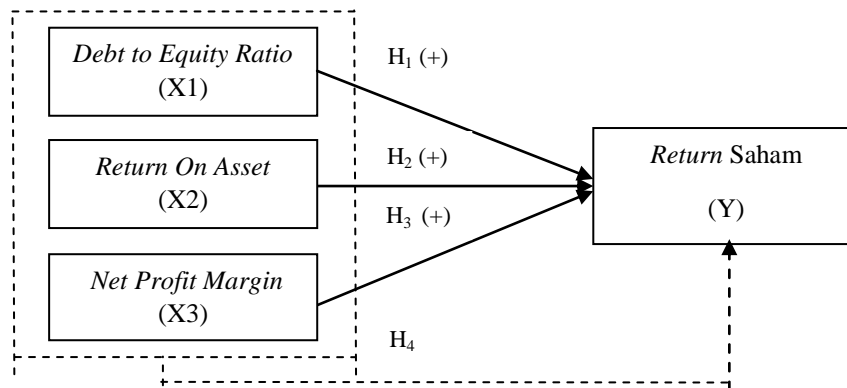 Debt to Equity Ratio
(X1)
H₁ (+)
Return On Asset
(X2)
H₂ (+)
Return Saham
(Y)
H₃ (+)
Net Profit Margin
(X3)
H₄